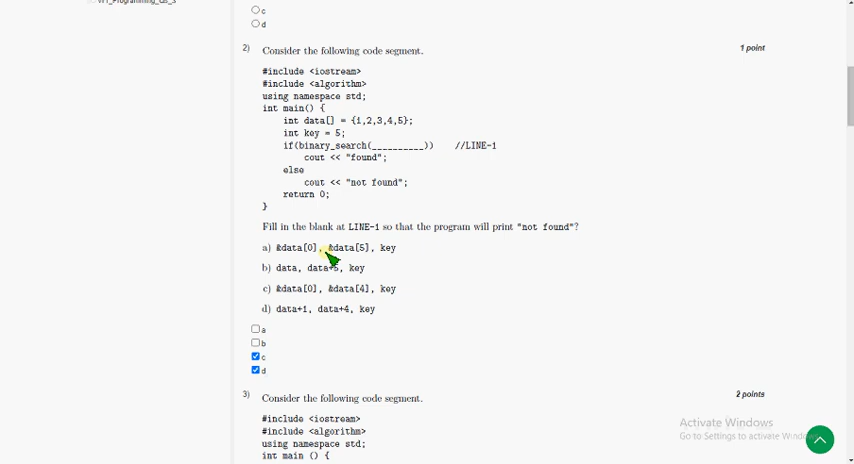 VIT_Programming_QS_3
c
d
2) Consider the following code segment. 1 point
#include <iostream>
#include <algorithm>
using namespace std;
int main() {
int data[] = {1,2,3,4,5};
int key = 5;
if(binary_search(__________)) //LINE-1
cout << "found";
else
cout << "not found";
return 0;
}
Fill in the blank at LINE-1 so that the program will print "not found"?
a) &data[0], &data[5], key
b) data, data+5, key
c) &data[0], &data[4], key
d) data+1, data+4, key
a
b
c
d
3) Consider the following code segment. 2 points
#include <iostream>
#include <algorithm>
using namespace std;
int main () {
Activate Windows
Go to Settings to activate Windows.